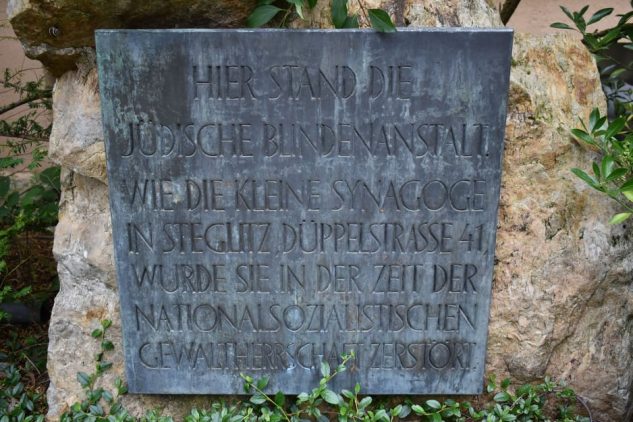 HIER STAND DIE
JÜDISCHE BLINDENANSTALT.
WIE DIE KLEINE SYNAGOGE
IN STEGLITZ, DÜPPELSTRASSE 41,
WURDE SIE IN DER ZEIT DER
NATIONALSOZIALISTISCHEN
GEWALTHERRSCHAFT ZERSTÖRT.